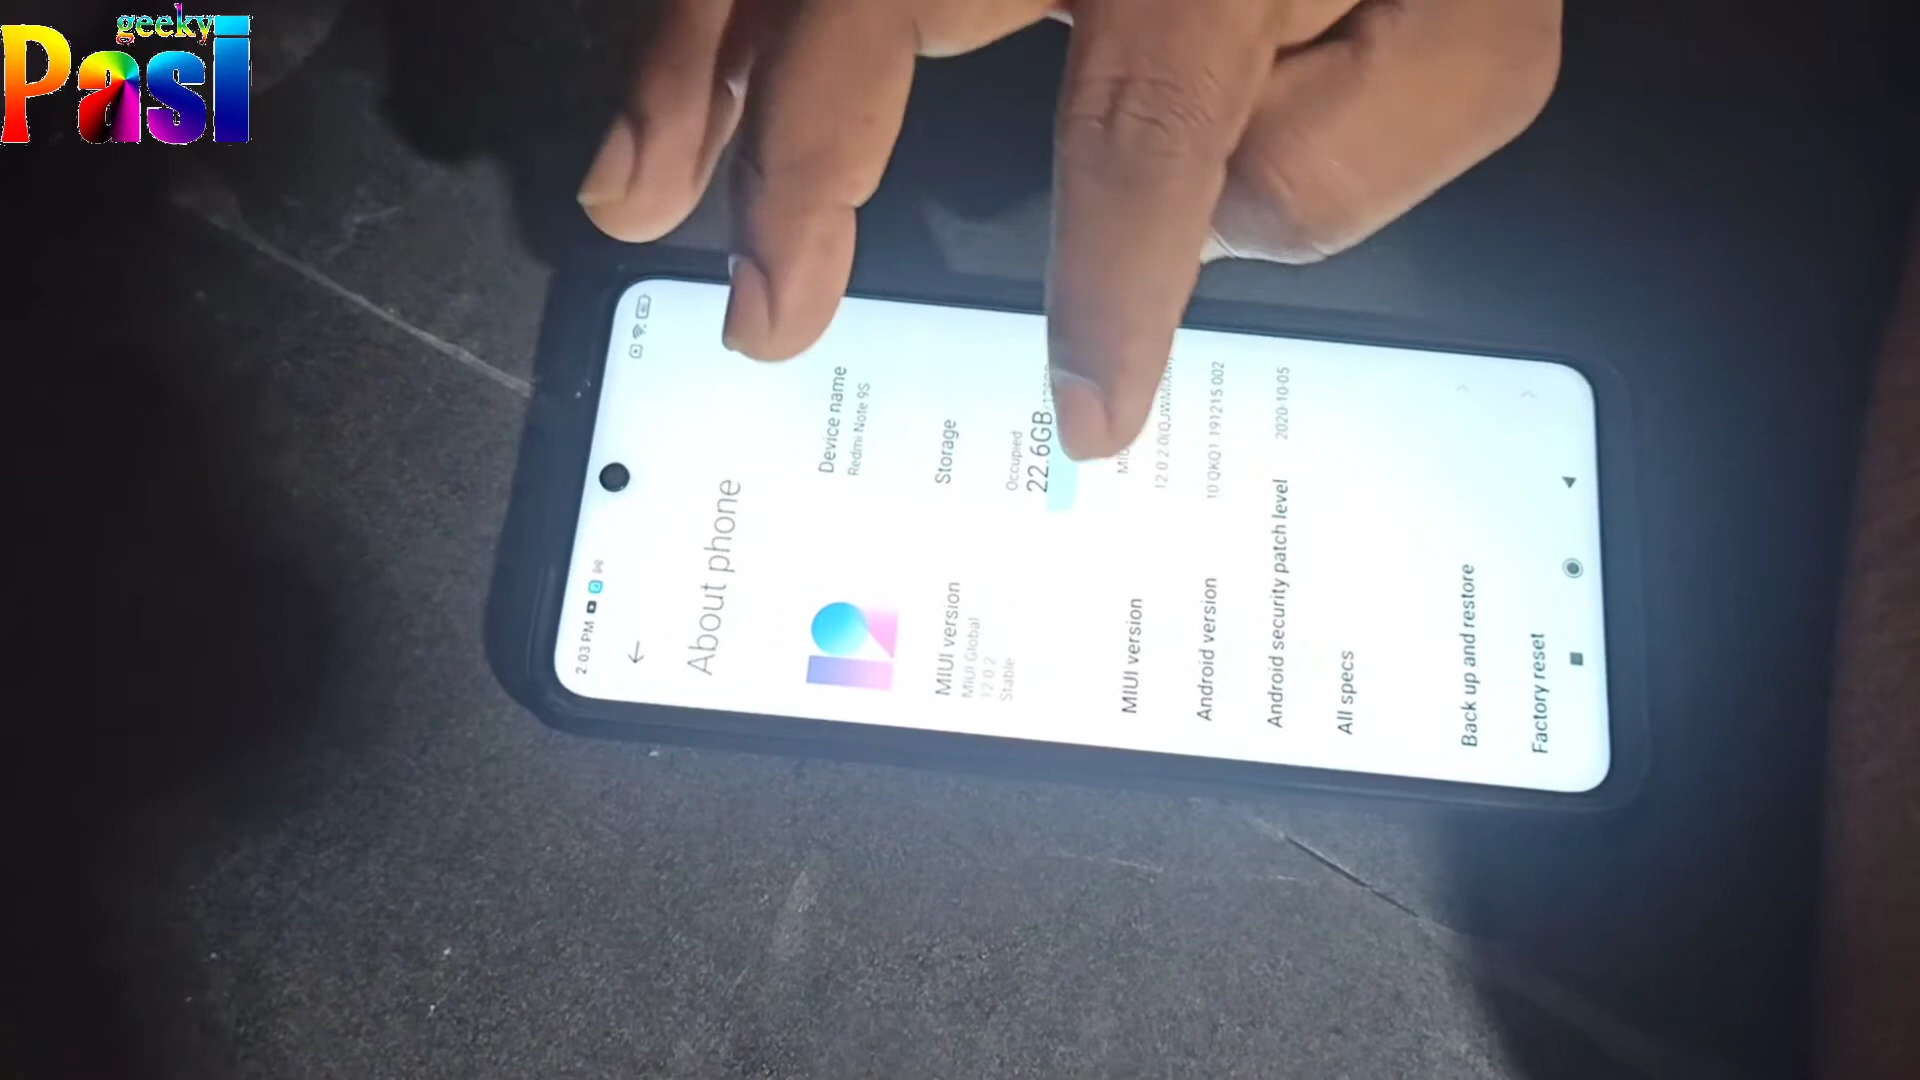 geeky
Pasi
2:03 PM
About phone
Device name
Redmi Note 9S
MIUI version
MIUI Global
12.0.2
Stable
Storage
Occupied
22.6GB
MIUI version
12.0.2.0(QJWMIXM)
Android version
10 QKQ1.191215.002
Android security patch level
2020-10-05
All specs
Back up and restore
Factory reset